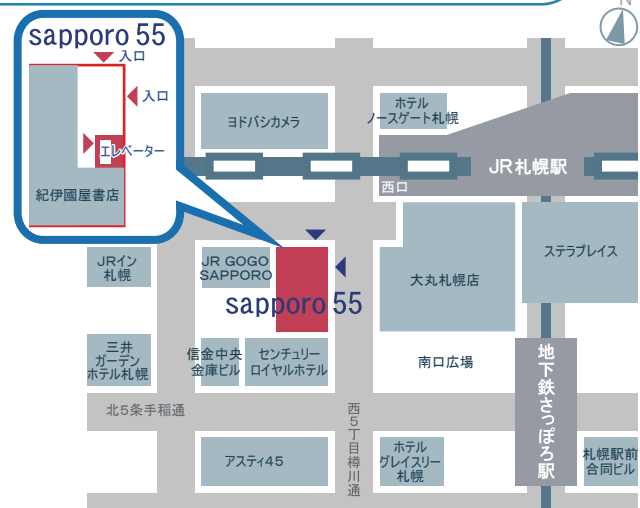 sapporo 55
入口
入口
エレベーター
紀伊國屋書店
N
ヨドバシカメラ
ホテル
ノースゲート札幌
JR札幌駅
西口
JRイン
札幌
JR GOGO
SAPPORO
sapporo 55
大丸札幌店
ステラプレイス
三井
ガーデン
ホテル札幌
信金中央
金庫ビル
センチュリー
ロイヤルホテル
南口広場
地下鉄さっぽろ駅
北5条手稲通
西5丁目樽川通
アスティ45
ホテル
グレイスリー
札幌
札幌駅前
合同ビル